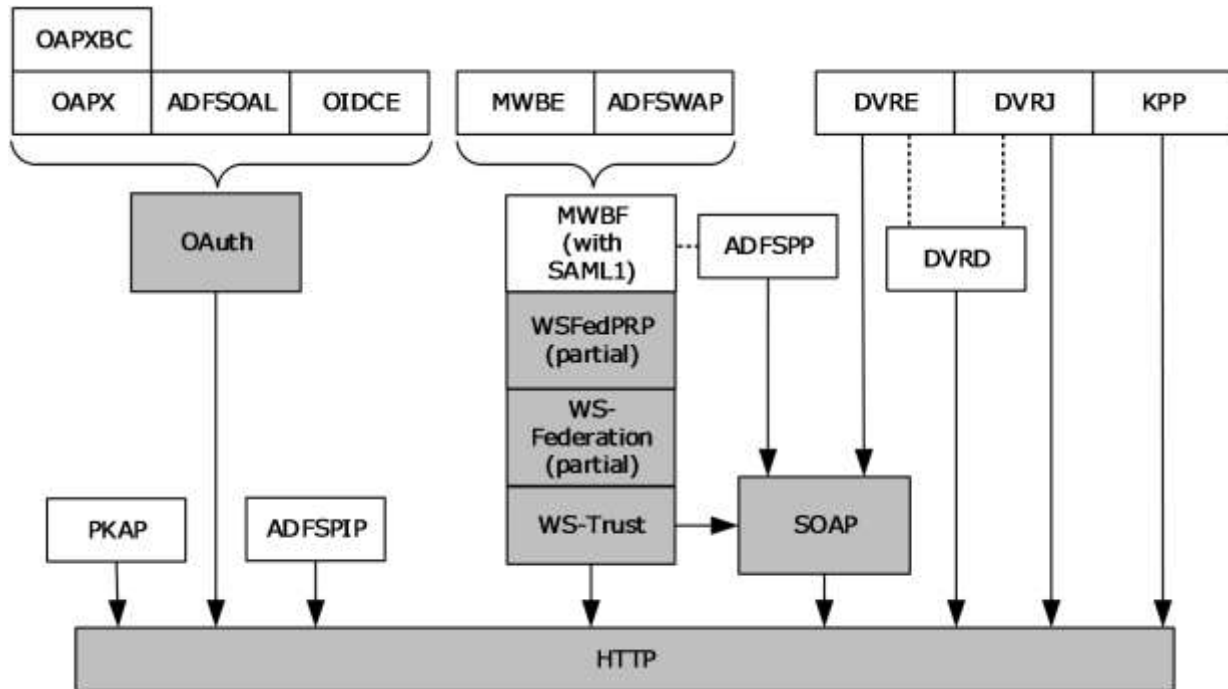 OAPXBC
OAPX
ADFSOAL
OIDCE
MWBE
ADFSWAP
DVRE
DVRJ
KPP
OAuth
MWBF
(with
SAML1)
ADFSPP
DVRD
WSFedPRP
(partial)
WS-
Federation
(partial)
PKAP
ADFSPIP
WS-Trust
SOAP
HTTP